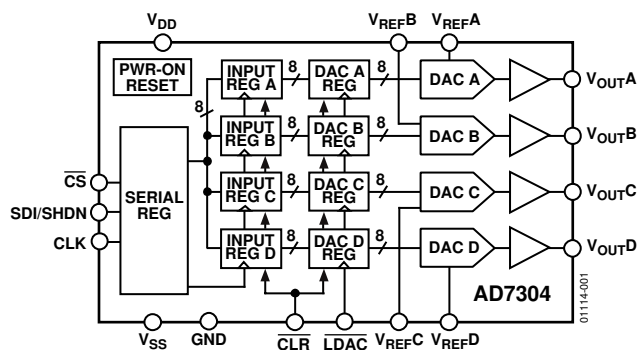 VDD VREFB VREFA
PWR-ON
RESET
INPUT
REG A
8
DAC A
REG
8
DAC A
VOUTA
8
INPUT
REG B
8
DAC B
REG
8
DAC B
VOUTB
CS
SDI/SHDN
CLK
SERIAL
REG
INPUT
REG C
8
DAC C
REG
8
DAC C
VOUTC
INPUT
REG D
8
DAC D
REG
8
DAC D
VOUTD
AD7304
01114-001
VSS GND CLR LDAC VREFC VREFD